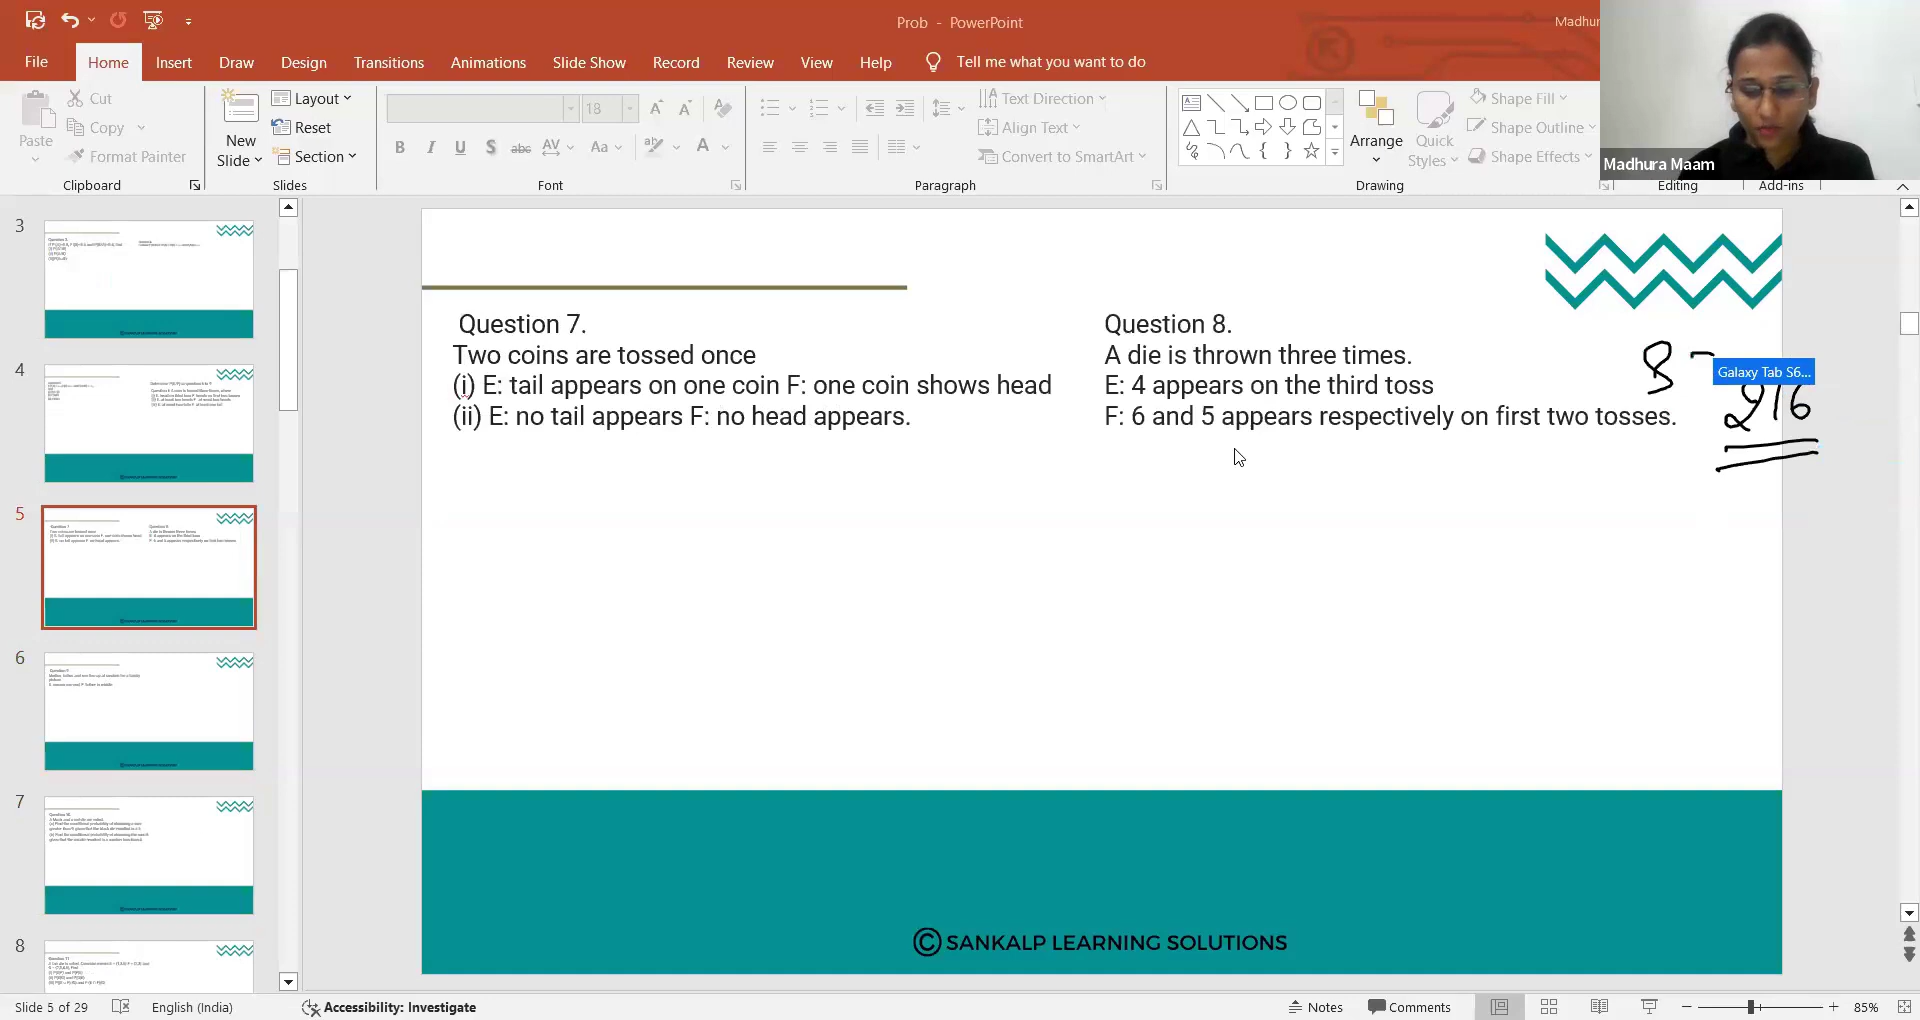 Prob - PowerPoint
Madhur
File Home Insert Draw Design Transitions Animations Slide Show Record Review View Help Tell me what you want to do
Paste
Cut
Copy
Format Painter
Clipboard
New Slide
Layout
Reset
Section
Slides
18
B I U S abc AV Aa A
Font
Paragraph
Text Direction
Align Text
Convert to SmartArt
Arrange
Quick Styles
Shape Fill
Shape Outline
Shape Effects
Drawing
Editing
Add-ins
Madhura Maam
3
4
5
6
7
8
Question 7.
Two coins are tossed once
(i) E: tail appears on one coin F: one coin shows head
(ii) E: no tail appears F: no head appears.
Question 8.
A die is thrown three times.
E: 4 appears on the third toss
F: 6 and 5 appears respectively on first two tosses.
Galaxy Tab S6...
216
© SANKALP LEARNING SOLUTIONS
Slide 5 of 29
English (India)
Accessibility: Investigate
Notes
Comments
85%